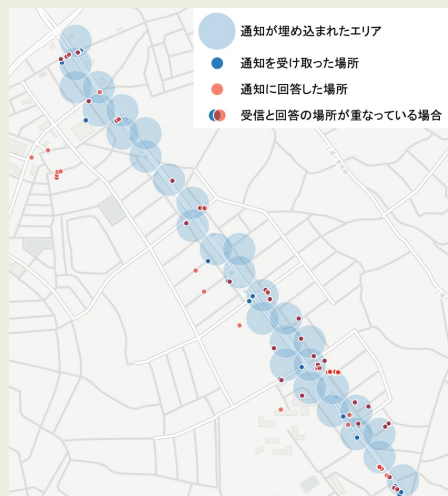 通知が埋め込まれたエリア
通知を受け取った場所
通知に回答した場所
受信と回答の場所が重なっている場合